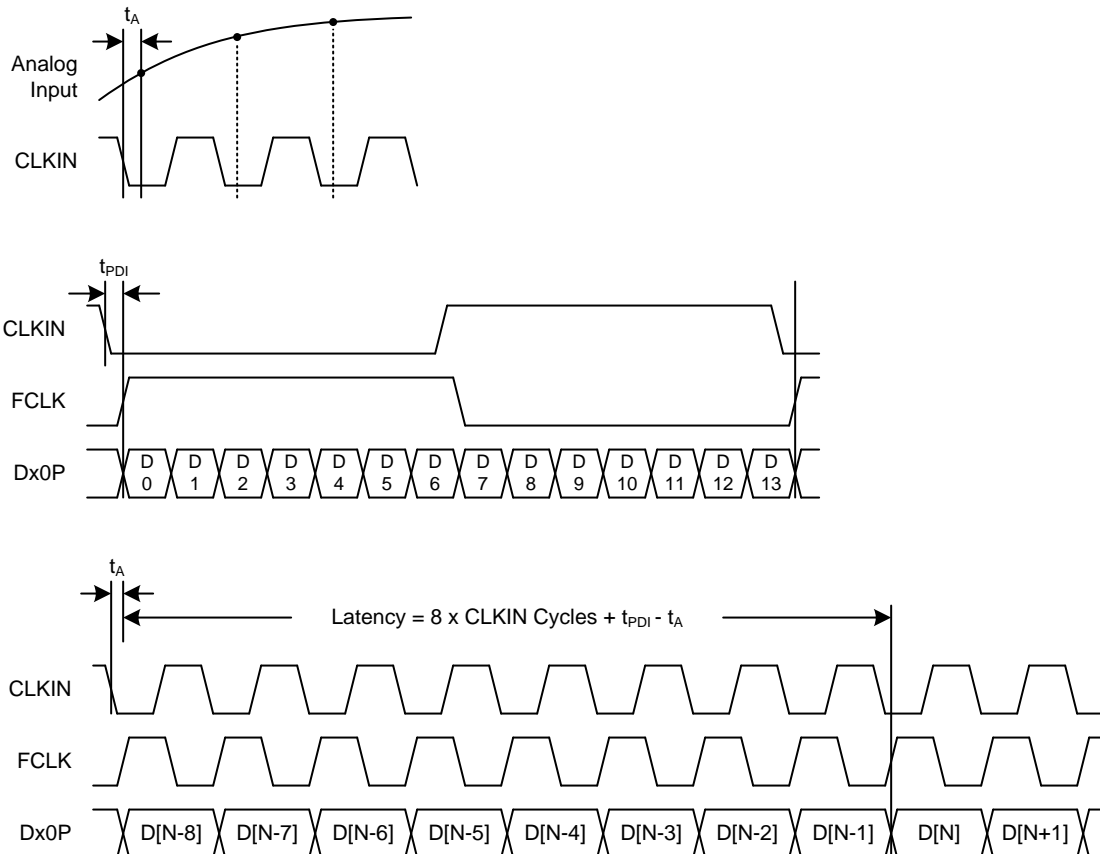 tA
Analog
Input
CLKIN
tPDI
CLKIN
FCLK
Dx0P
D D D D D D D D D D D D D D
0 1 2 3 4 5 6 7 8 9 10 11 12 13
tA
Latency = 8 x CLKIN Cycles + tPDI - tA
CLKIN
FCLK
Dx0P
D[N-8] D[N-7] D[N-6] D[N-5] D[N-4] D[N-3] D[N-2] D[N-1] D[N] D[N+1]